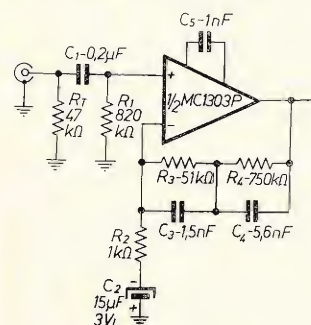 C5-1nF
C1-0,2µF
+
½MC1303P
-
RT
47
kΩ
R1
820
kΩ
R3-51kΩ
R4-750kΩ
R2
1kΩ
C3-1,5nF
C4-5,6nF
-
C2
15µF
3V
+